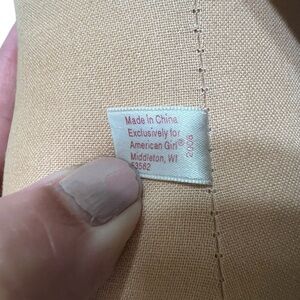 Made in China
Exclusively for
American Girl®
Middleton, WI
53562
2008